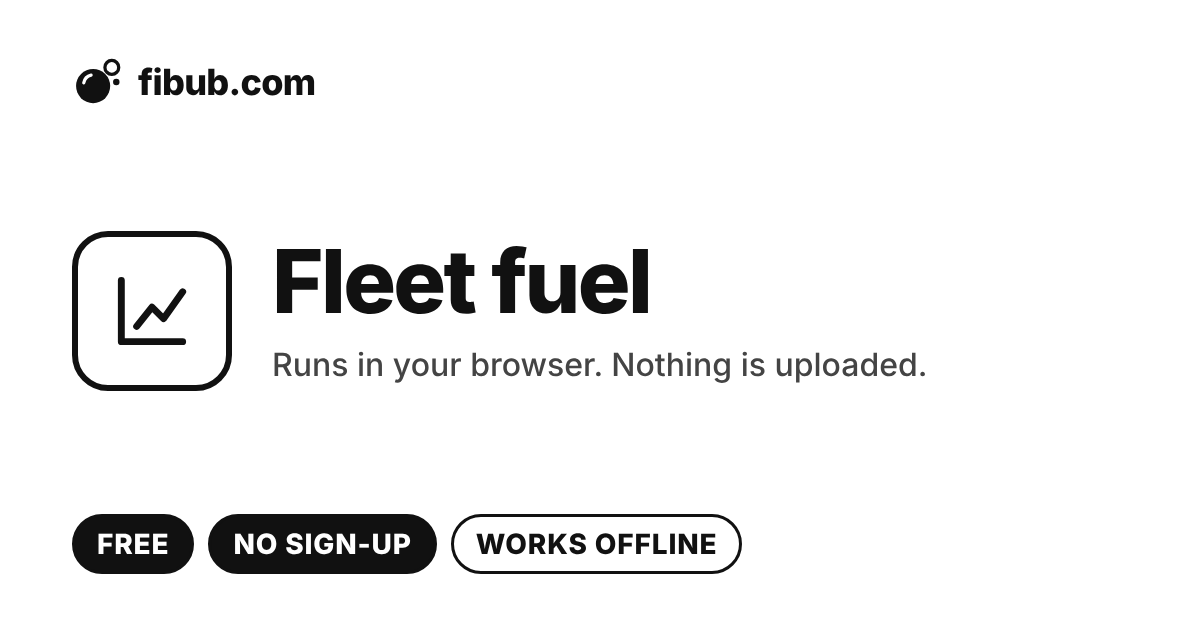 fibub.com
Fleet fuel
Runs in your browser. Nothing is uploaded.
FREE
NO SIGN-UP
WORKS OFFLINE